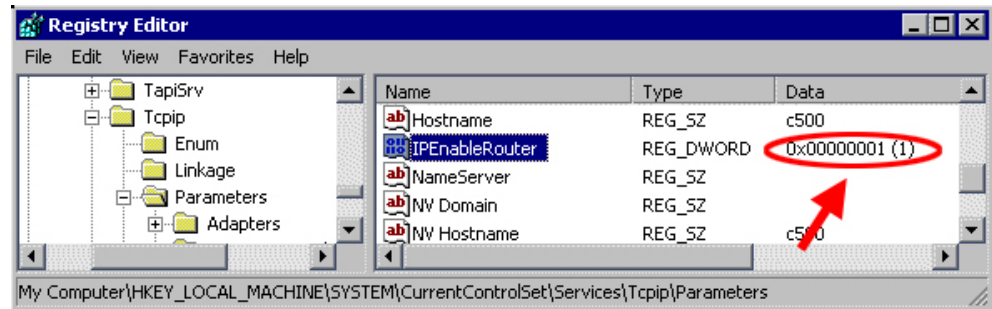 Registry Editor
File Edit View Favorites Help
TapiSrv
Tcpip
Enum
Linkage
Parameters
Adapters
Name Type Data
Hostname REG_SZ c500
IPEnableRouter REG_DWORD 0x00000001 (1)
NameServer REG_SZ
NV Domain REG_SZ
NV Hostname REG_SZ
My Computer\HKEY_LOCAL_MACHINE\SYSTEM\CurrentControlSet\Services\Tcpip\Parameters